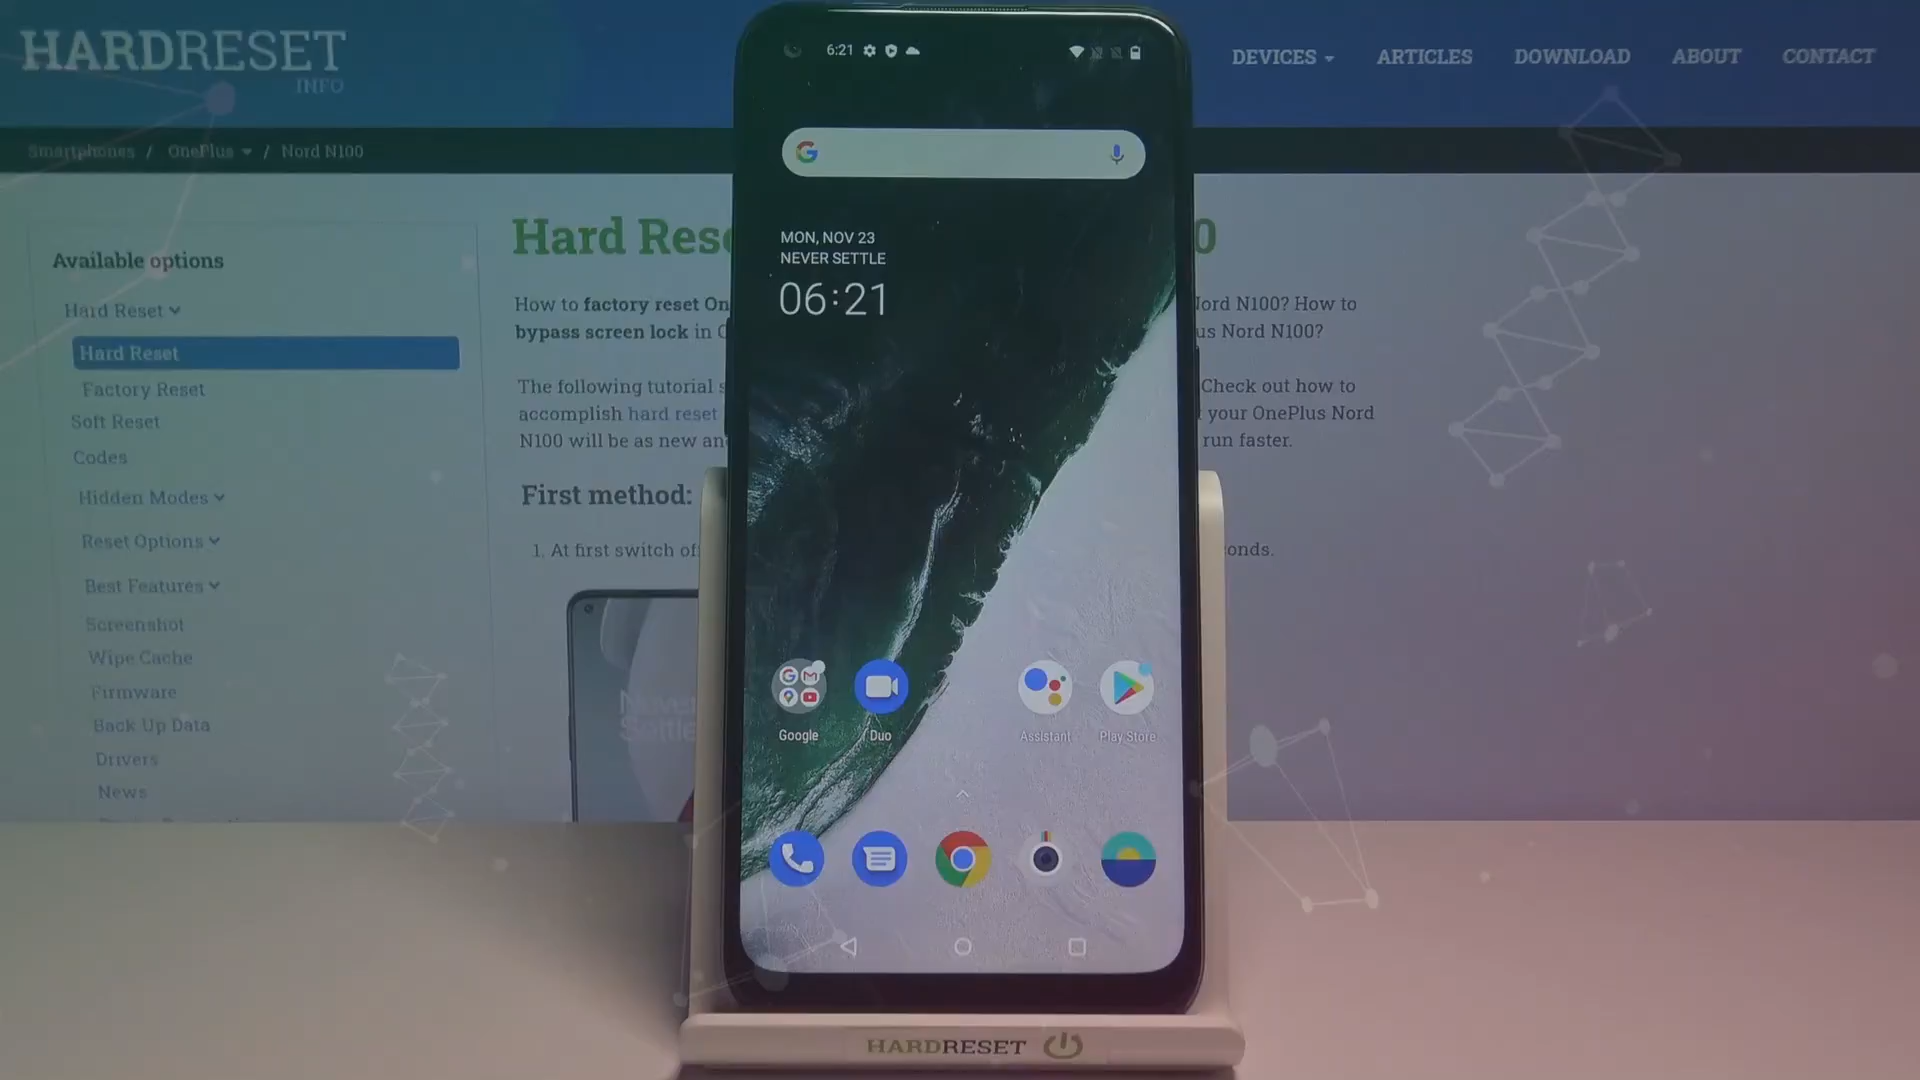 HARDRESET
INFO
DEVICES
ARTICLES
DOWNLOAD
ABOUT
CONTACT
Smartphones / OnePlus / Nord N100
Available options
Hard Reset
Hard Reset
Factory Reset
Soft Reset
Codes
Hidden Modes
Reset Options
Best Features
Screenshot
Wipe Cache
Firmware
Back Up Data
Drivers
News
Hard Res 0
How to factory reset On Nord N100? How to
bypass screen lock in us Nord N100?
The following tutorial Check out how to
accomplish hard reset your OnePlus Nord
N100 will be as new an run faster.
First method:
1. At first switch of onds.
Never
Settle
6:21
MON, NOV 23
NEVER SETTLE
06:21
Google
Duo
Assistant
Play Store
HARDRESET